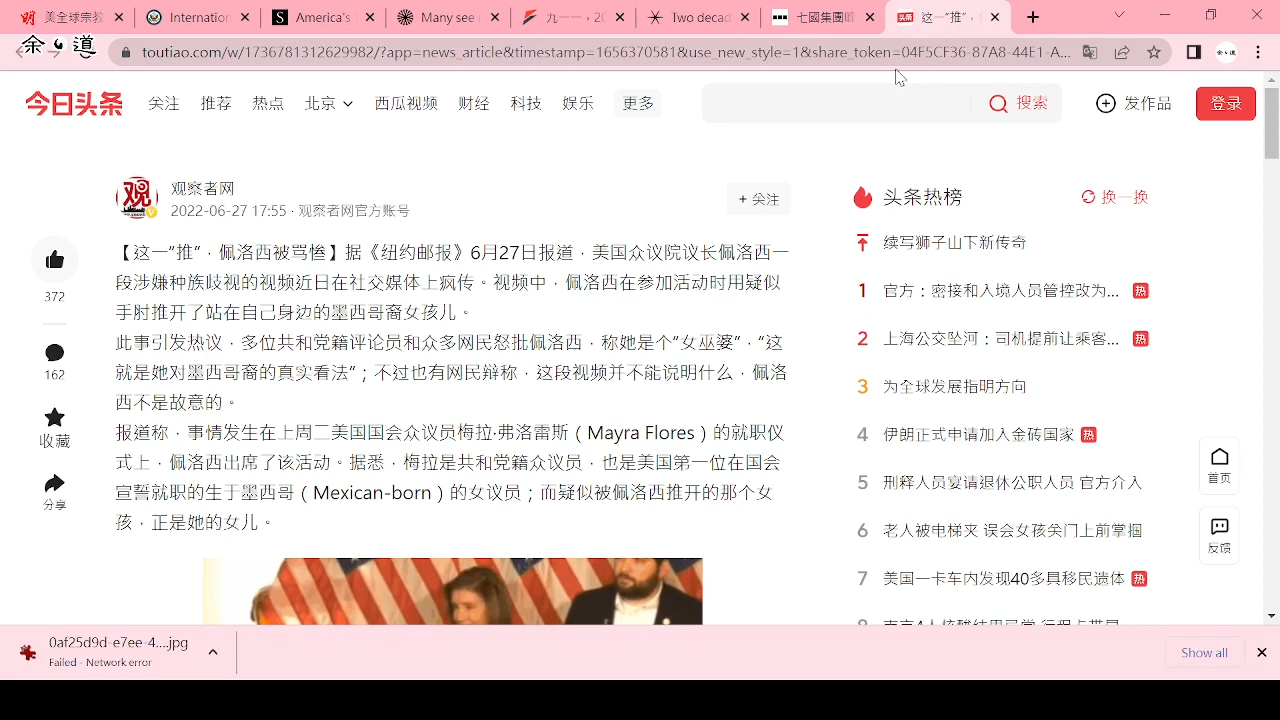 美全球宗教
International
America's
Many see
九一一，20
Two decad
七國集團峰
这一“推”，
余道
toutiao.com/w/1736781312629982/?app=news_article&timestamp=1656370581&use_new_style=1&share_token=04F5CF36-87A8-44E1-A...
今日头条
关注 推荐 热点 北京 西瓜视频 财经 科技 娱乐 更多
搜索
发作品
登录
观察者网
2022-06-27 17:55 · 观察者网官方账号
+ 关注
372
162
收藏
分享
【这一“推”，佩洛西被骂惨】据《纽约邮报》6月27日报道，美国众议院议长佩洛西一
段涉嫌种族歧视的视频近日在社交媒体上疯传。视频中，佩洛西在参加活动时用疑似
手肘推开了站在自己身边的墨西哥裔女孩儿。
此事引发热议，多位共和党籍评论员和众多网民怒批佩洛西，称她是个“女巫婆”，“这
就是她对墨西哥裔的真实看法”；不过也有网民辩称，这段视频并不能说明什么，佩洛
西不是故意的。
报道称，事情发生在上周二美国国会众议员梅拉·弗洛雷斯（Mayra Flores）的就职仪
式上，佩洛西出席了该活动。据悉，梅拉是共和党籍众议员，也是美国第一位在国会
宣誓就职的生于墨西哥（Mexican-born）的女议员；而疑似被佩洛西推开的那个女
孩，正是她的女儿。
头条热榜
换一换
续写狮子山下新传奇
1 官方：密接和入境人员管控改为... 热
2 上海公交坠河：司机提前让乘客... 热
3 为全球发展指明方向
4 伊朗正式申请加入金砖国家 热
5 刑释人员宴请退休公职人员 官方介入
6 老人被电梯夹 误会女孩关门上前掌掴
7 美国一卡车内发现40多具移民遗体 热
首页
反馈
0af25d9d-e7ee-4...jpg
Failed - Network error
Show all